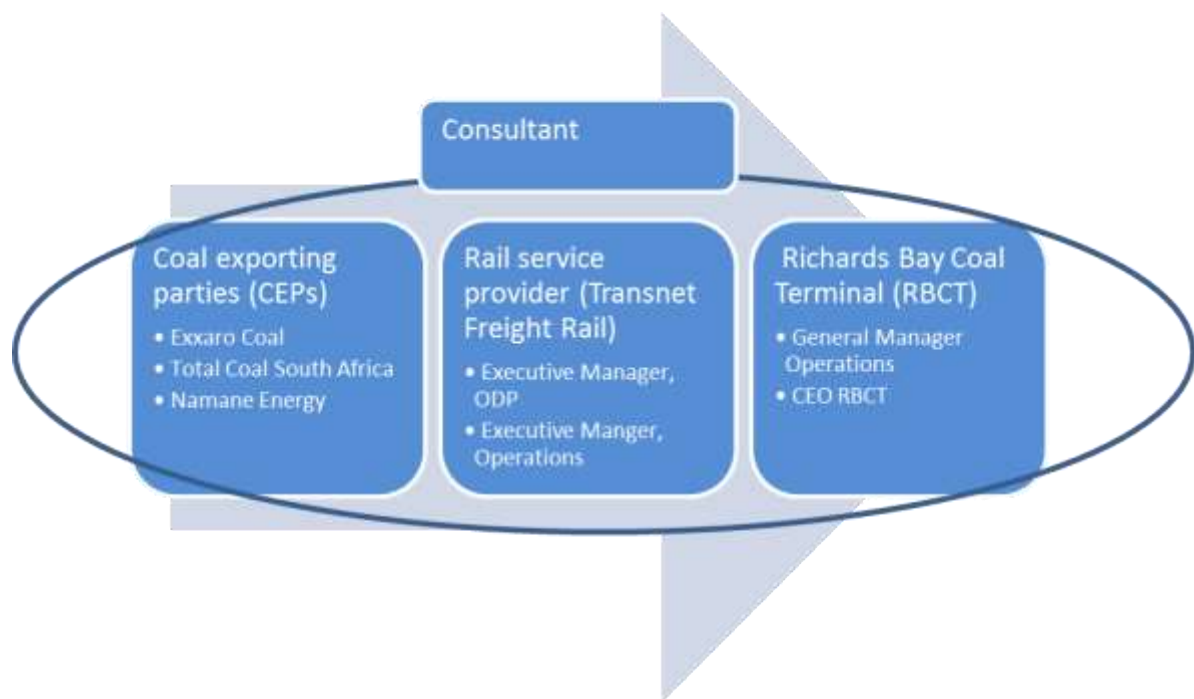 Consultant
Coal exporting
parties (CEPs)
• Exxaro Coal
• Total Coal South Africa
• Namane Energy
Rail service
provider (Transnet
Freight Rail)
• Executive Manager,
ODP
• Executive Manger,
Operations
Richards Bay Coal
Terminal (RBCT)
• General Manager
Operations
• CEO RBCT